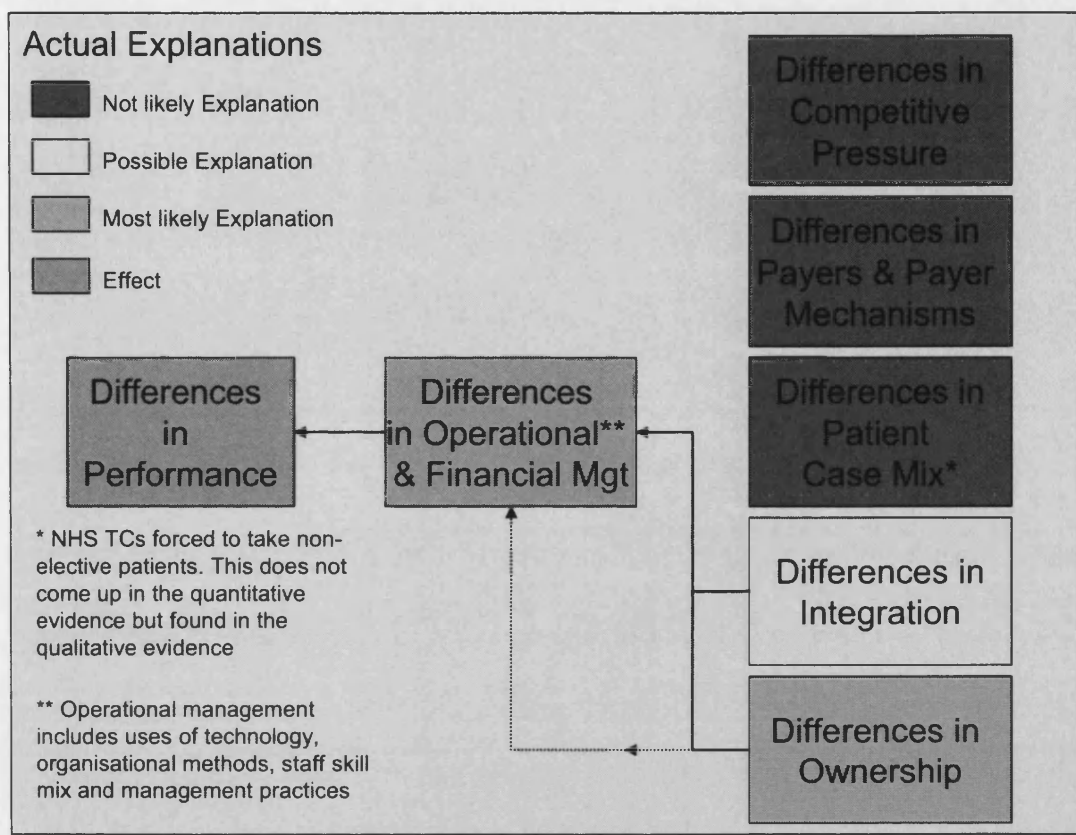 Actual Explanations
Not likely Explanation
Possible Explanation
Most likely Explanation
Effect
Differences in
Competitive
Pressure
Differences in
Payers & Payer
Mechanisms
Differences in
Patient
Case Mix*
Differences in
Integration
Differences in
Ownership
Differences
in Operational**
& Financial Mgt
Differences
in
Performance
* NHS TCs forced to take non-
elective patients. This does not
come up in the quantitative
evidence but found in the
qualitative evidence
** Operational management
includes uses of technology,
organisational methods, staff skill
mix and management practices